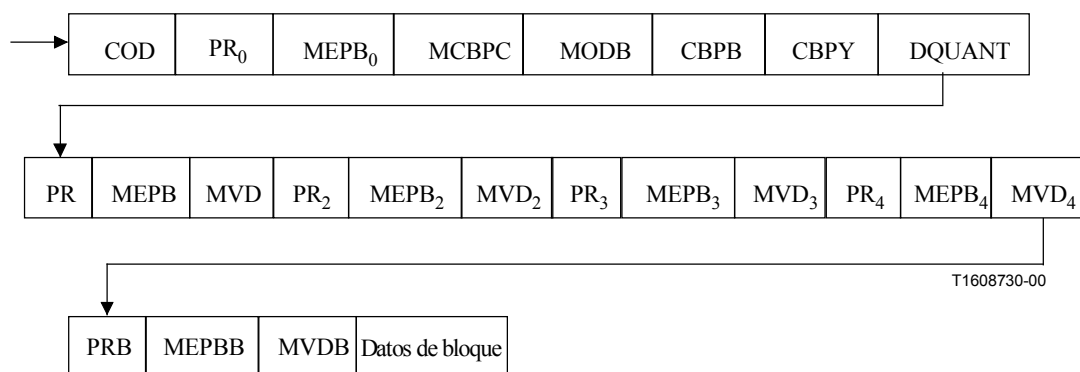 COD PR₀ MEPB₀ MCBPC MODB CBPB CBPY DQUANT
PR MEPB MVD PR₂ MEPB₂ MVD₂ PR₃ MEPB₃ MVD₃ PR₄ MEPB₄ MVD₄
T1608730-00
PRB MEPBB MVDB Datos de bloque